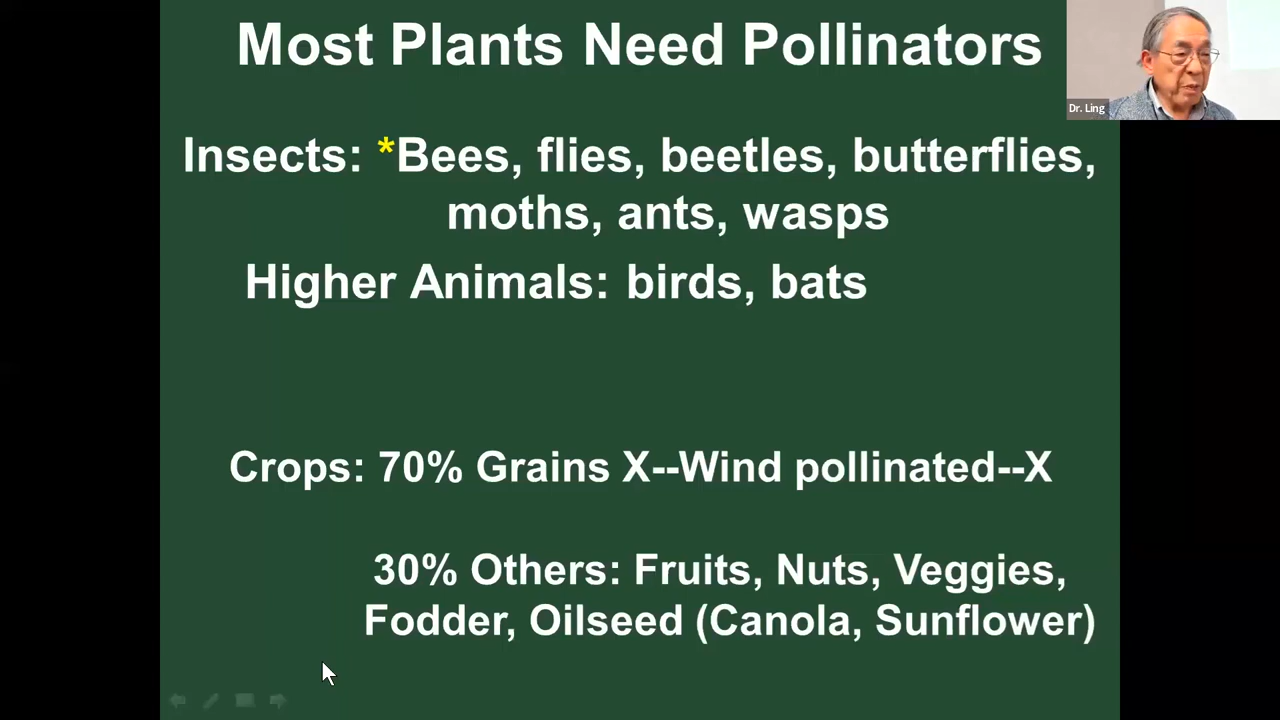 Most Plants Need Pollinators
Dr. Ling
Insects: *Bees, flies, beetles, butterflies,
moths, ants, wasps
Higher Animals: birds, bats
Crops: 70% Grains X--Wind pollinated--X
30% Others: Fruits, Nuts, Veggies,
Fodder, Oilseed (Canola, Sunflower)